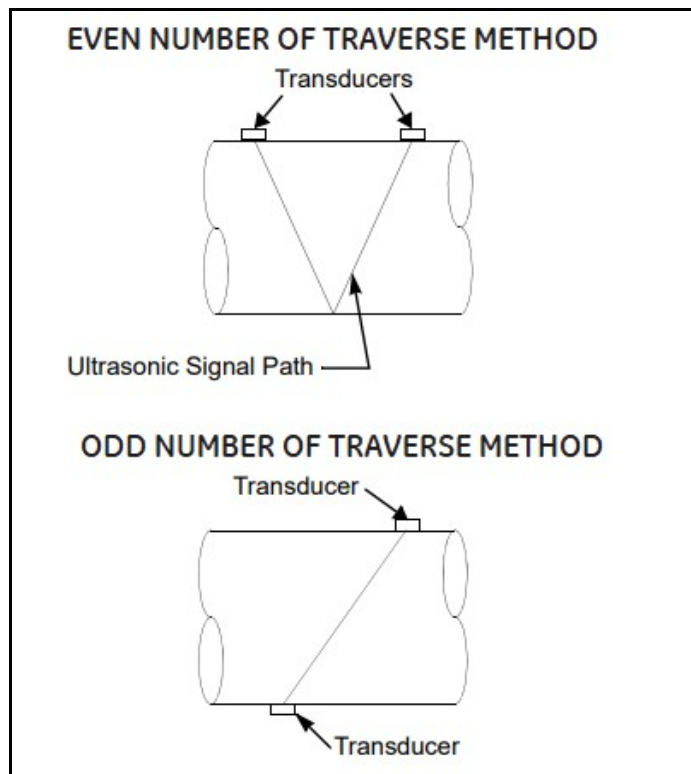 EVEN NUMBER OF TRAVERSE METHOD
Transducers
Ultrasonic Signal Path
ODD NUMBER OF TRAVERSE METHOD
Transducer
Transducer